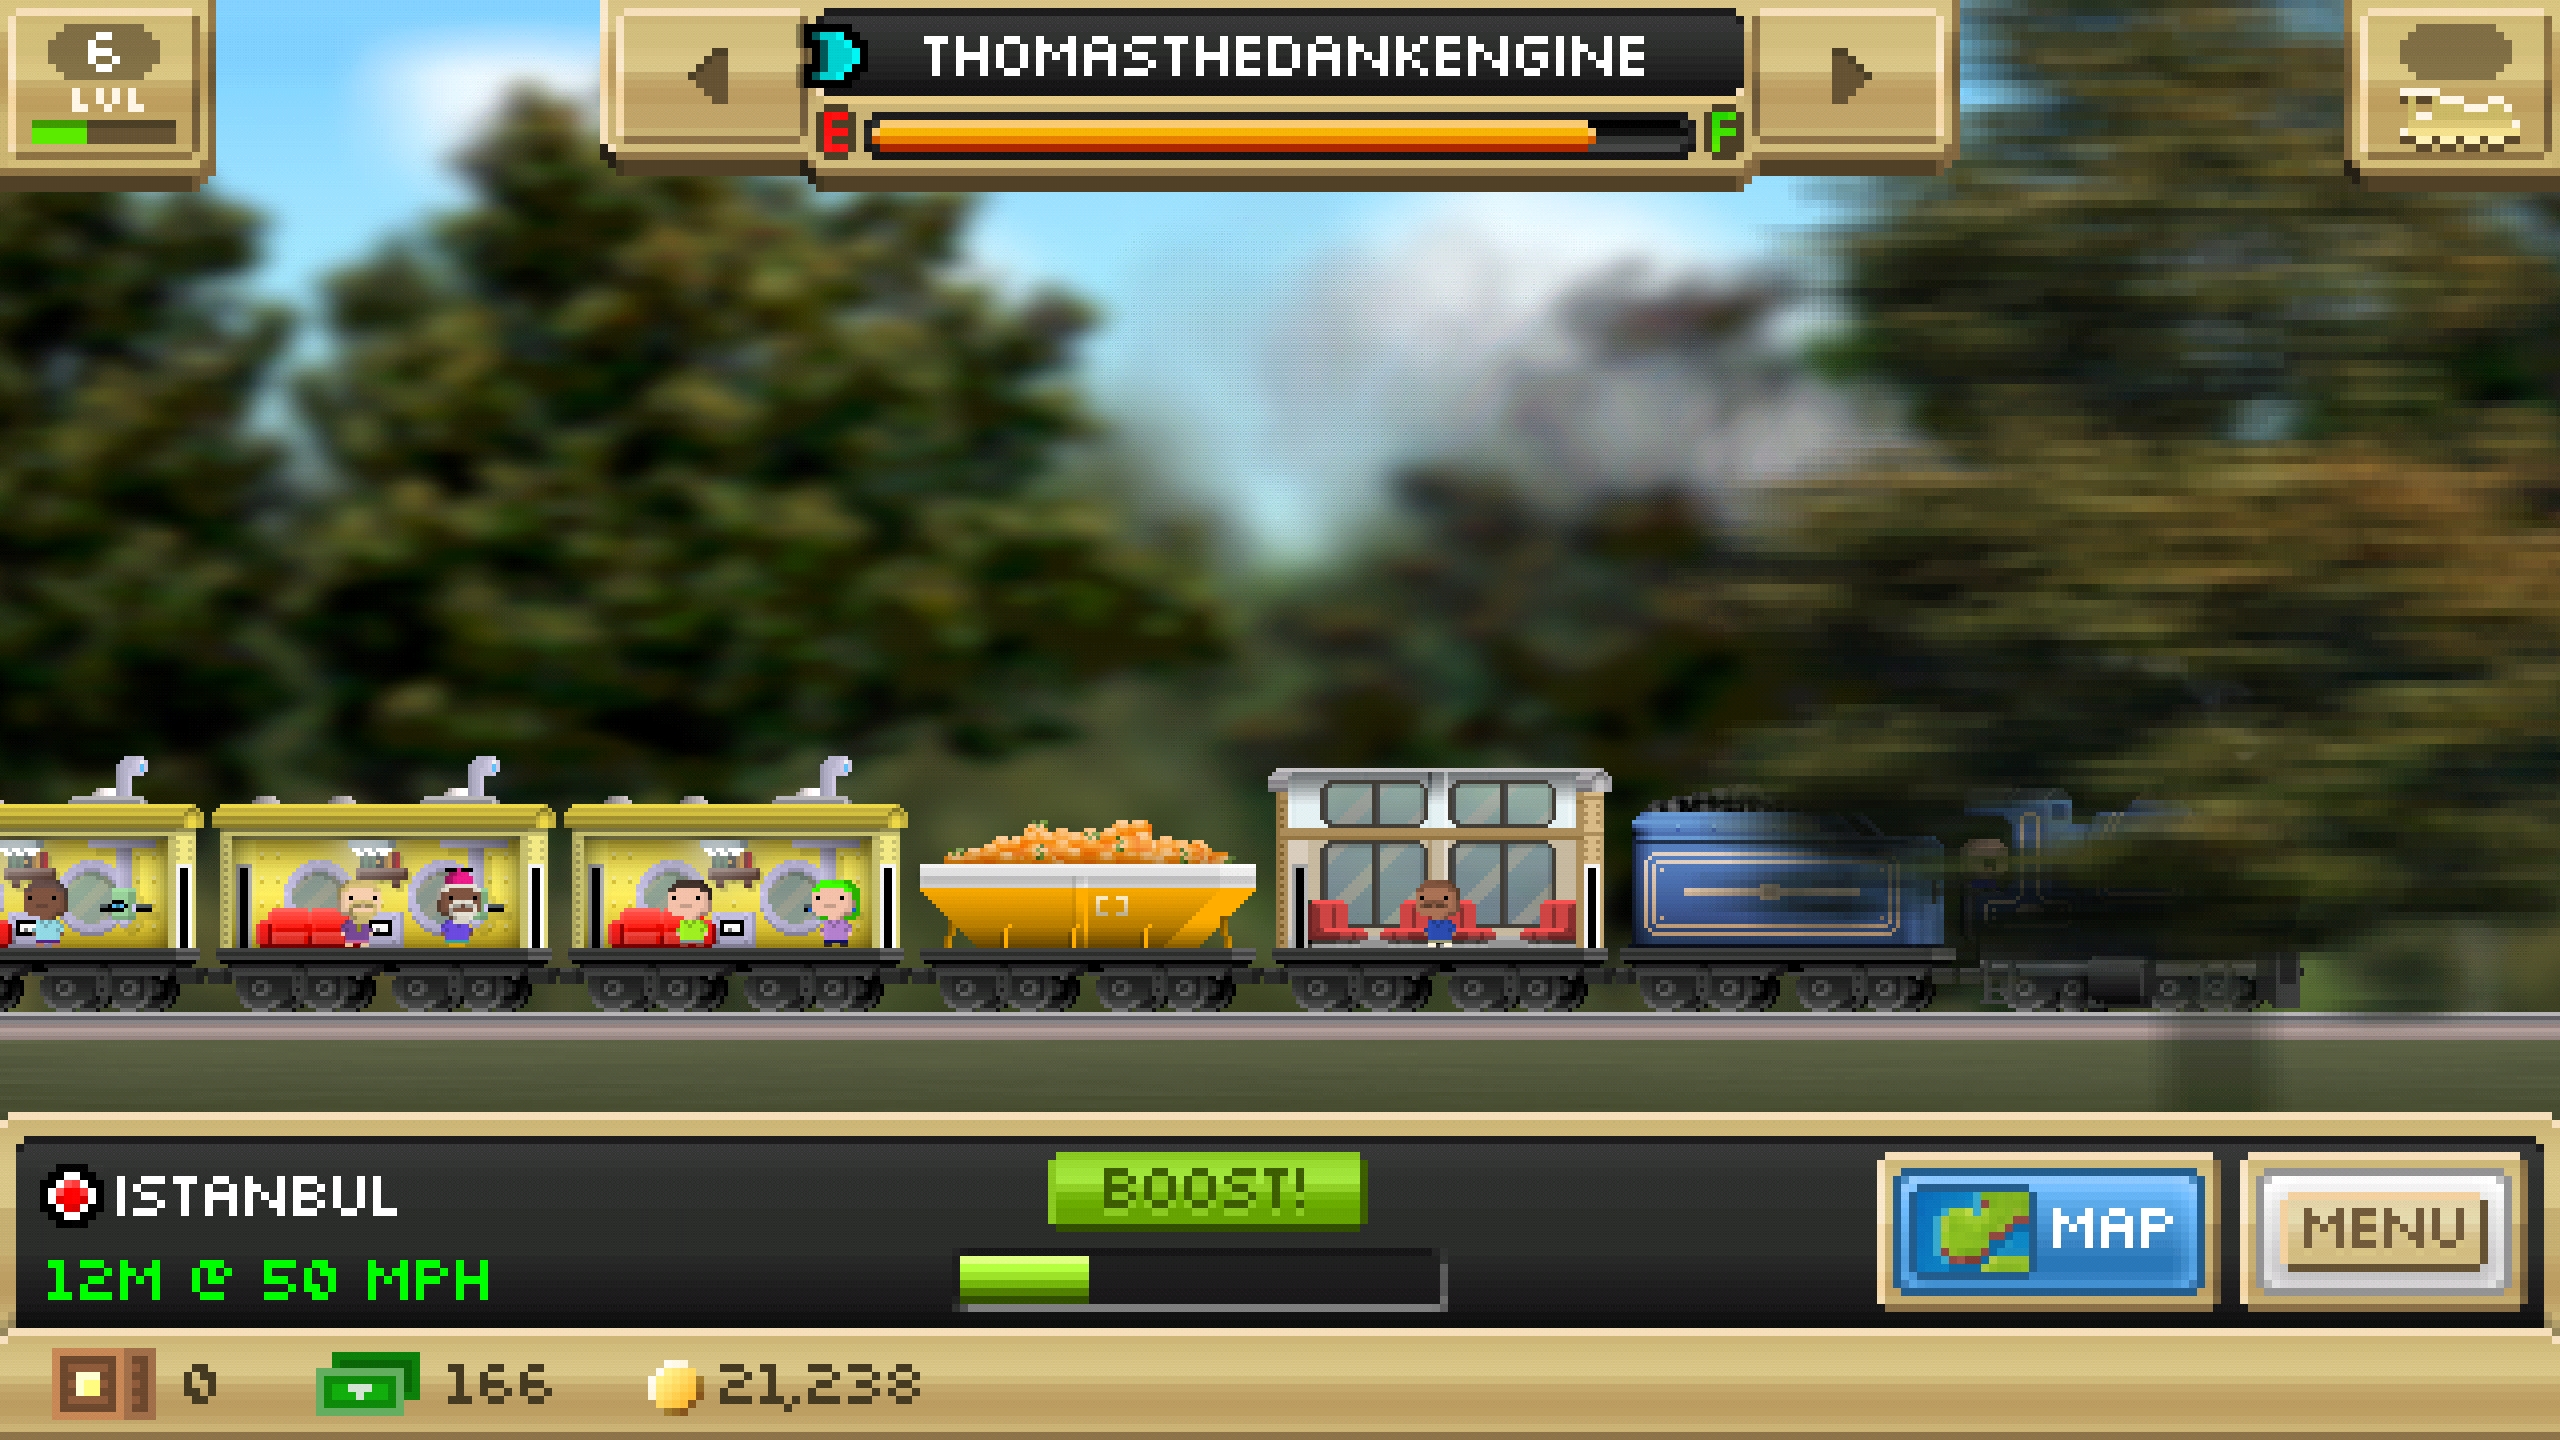 6
LVL
THOMASTHEDANKENGINE
E
F
ISTANBUL
12M @ 50 MPH
BOOST!
MAP
MENU
0
166
21,238